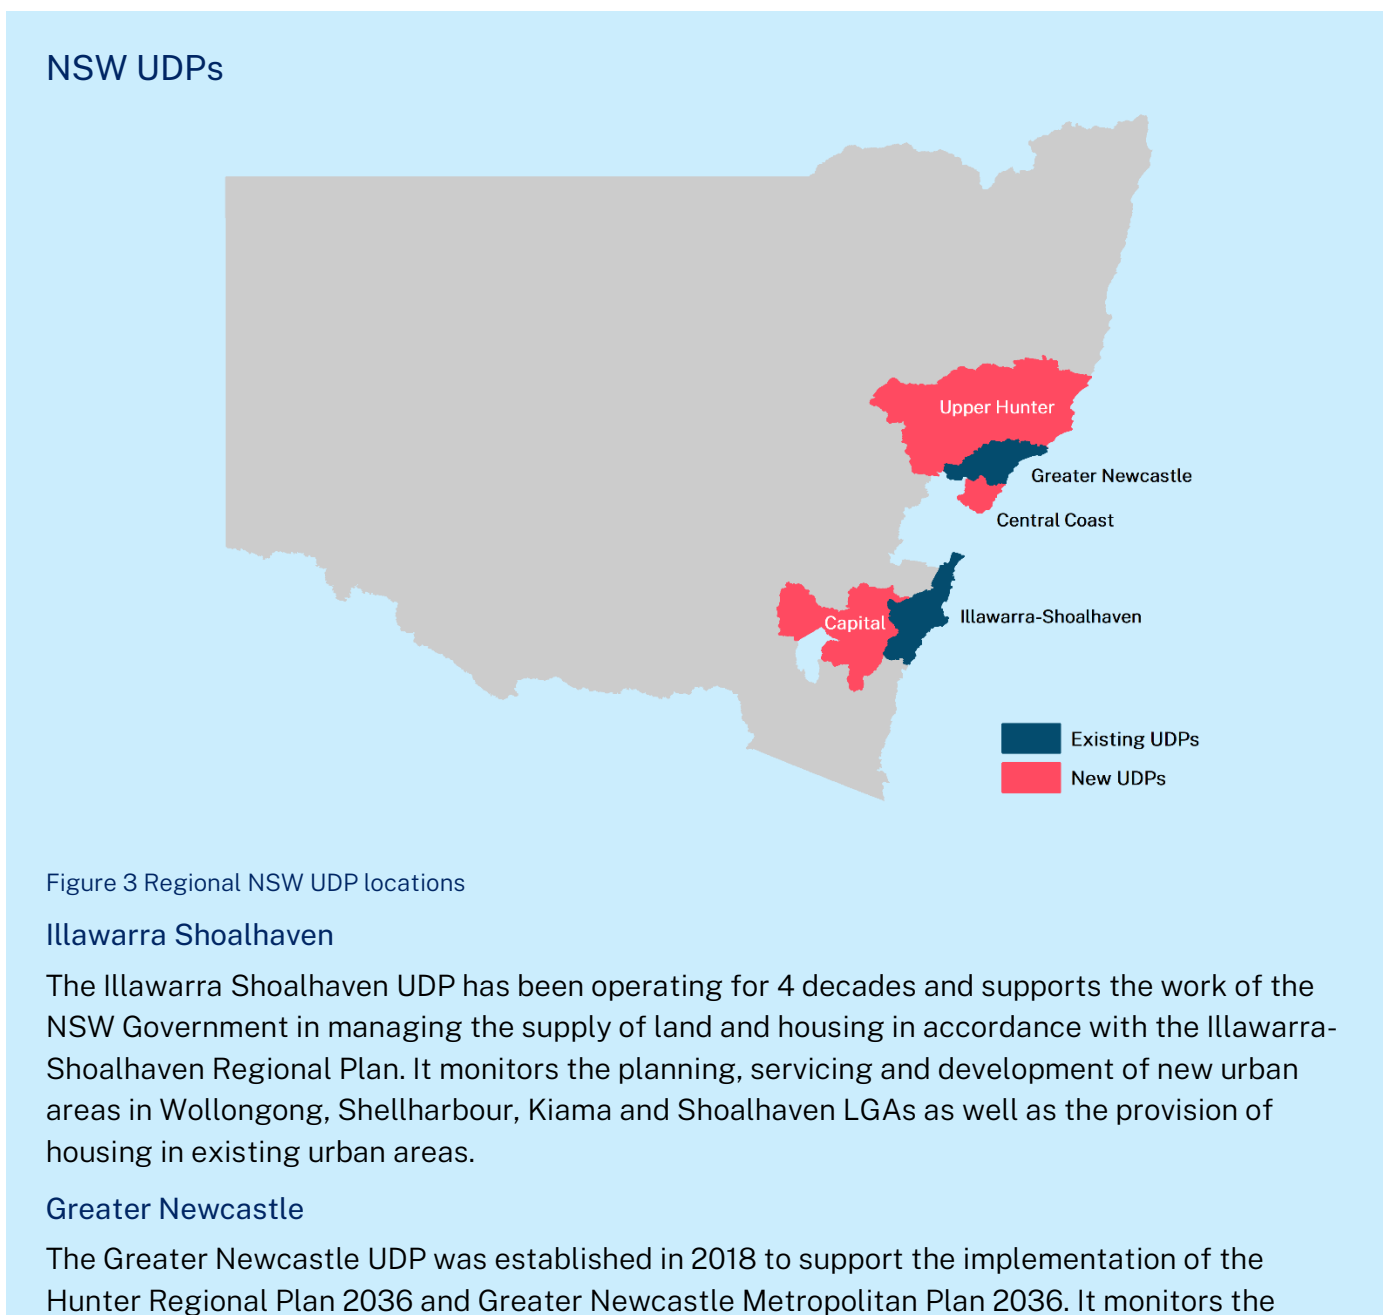 NSW UDPs
Upper Hunter
Greater Newcastle
Central Coast
Capital
Illawarra-Shoalhaven
Existing UDPs
New UDPs
Figure 3 Regional NSW UDP locations
Illawarra Shoalhaven
The Illawarra Shoalhaven UDP has been operating for 4 decades and supports the work of the
NSW Government in managing the supply of land and housing in accordance with the Illawarra-
Shoalhaven Regional Plan. It monitors the planning, servicing and development of new urban
areas in Wollongong, Shellharbour, Kiama and Shoalhaven LGAs as well as the provision of
housing in existing urban areas.
Greater Newcastle
The Greater Newcastle UDP was established in 2018 to support the implementation of the
Hunter Regional Plan 2036 and Greater Newcastle Metropolitan Plan 2036. It monitors the